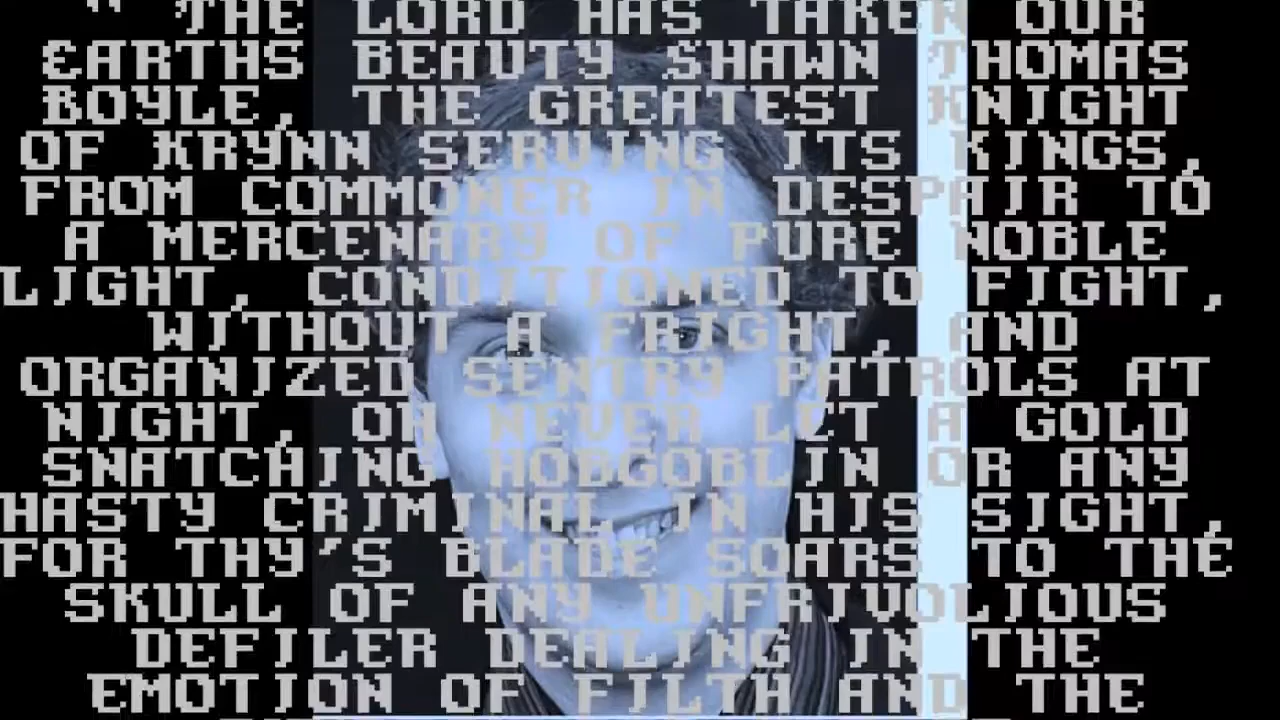 " THE LORD HAS TAKEN OUR
EARTHS BEAUTY SHAWN THOMAS
BOYLE, THE GREATEST KNIGHT
OF KRYNN SERVING ITS KINGS,
FROM COMMONER IN DESPAIR TO
A MERCENARY OF PURE NOBLE
LIGHT, CONDITIONED TO FIGHT,
WITHOUT A FRIGHT, AND
ORGANIZED SENTRY PATROLS AT
NIGHT, OH NEVER LET A GOLD
SNATCHING HOBGOBLIN OR ANY
HASTY CRIMINAL IN HIS SIGHT,
FOR THY'S BLADE SOARS TO THE
SKULL OF ANY UNFRIVOLIOUS
DEFILER DEALING IN THE
EMOTION OF FILTH AND THE